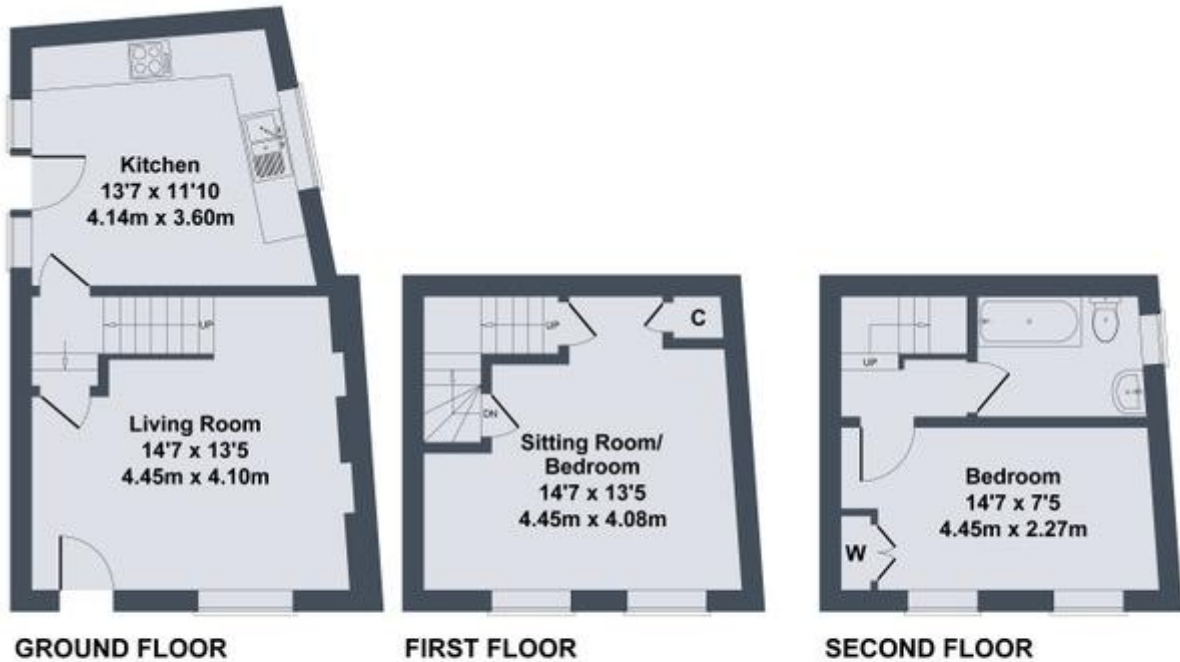 Kitchen
13'7 x 11'10
4.14m x 3.60m
UP
Living Room
14'7 x 13'5
4.45m x 4.10m
GROUND FLOOR
UP
C
DN
Sitting Room/
Bedroom
14'7 x 13'5
4.45m x 4.08m
FIRST FLOOR
UP
Bedroom
14'7 x 7'5
4.45m x 2.27m
W
SECOND FLOOR